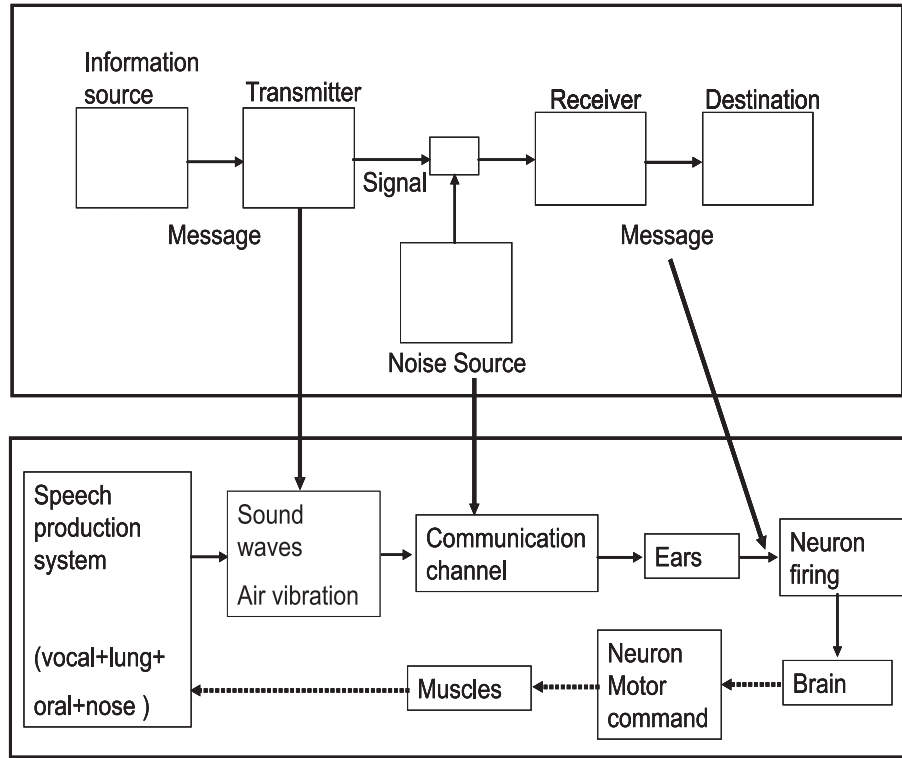 Information
source
Transmitter
Receiver
Destination
Signal
Message
Message
Noise Source
Speech
production
system
(vocal+lung+
oral+nose )
Sound
waves
Air vibration
Communication
channel
Ears
Neuron
firing
Muscles
Neuron
Motor
command
Brain